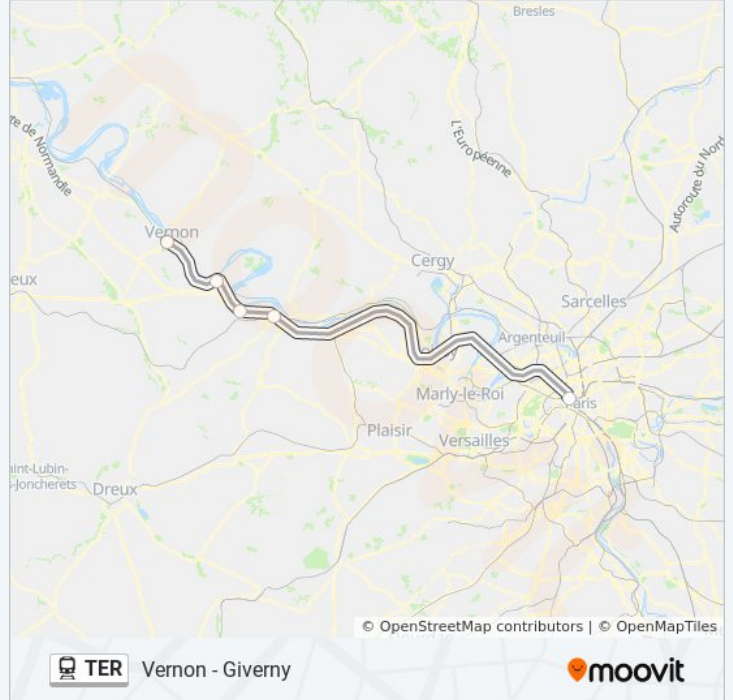 Bresles
L'Européenne
Autoroute du Nord
te de Normandie
Vernon
Cergy
eux
Sarcelles
Argenteuil
Marly-le-Roi
Paris
Plaisir
Versailles
aint-Lubin-
-Joncherets
Dreux
© OpenStreetMap contributors | © OpenMapTiles
TER Vernon - Giverny
moovit